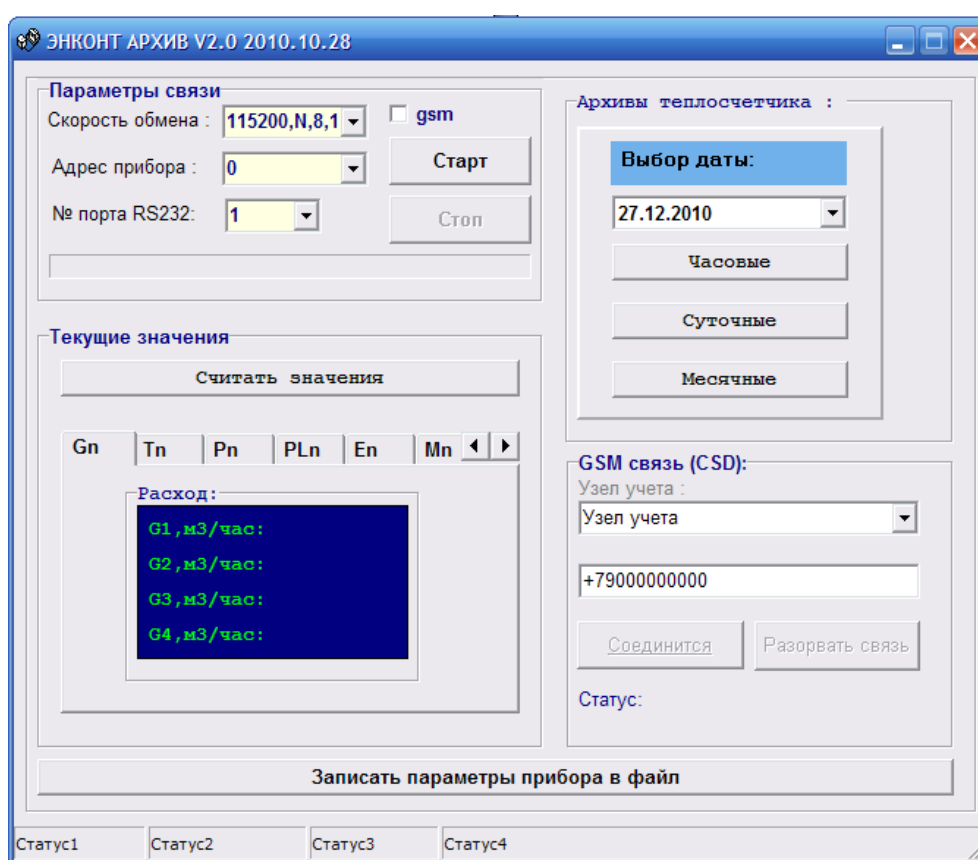 ЭНКОНТ АРХИВ V2.0 2010.10.28
Параметры связи
Скорость обмена :
115200,N,8,1
gsm
Адрес прибора :
0
Старт
№ порта RS232:
1
Стоп
Текущие значения
Считать значения
Gn Tn Pn PLn En Mn
Расход:
G1,м3/час:
G2,м3/час:
G3,м3/час:
G4,м3/час:
Архивы теплосчетчика :
Выбор даты:
27.12.2010
Часовые
Суточные
Месячные
GSM связь (CSD):
Узел учета :
Узел учета
+79000000000
Соединится Разорвать связь
Статус:
Записать параметры прибора в файл
Статус1 Статус2 Статус3 Статус4